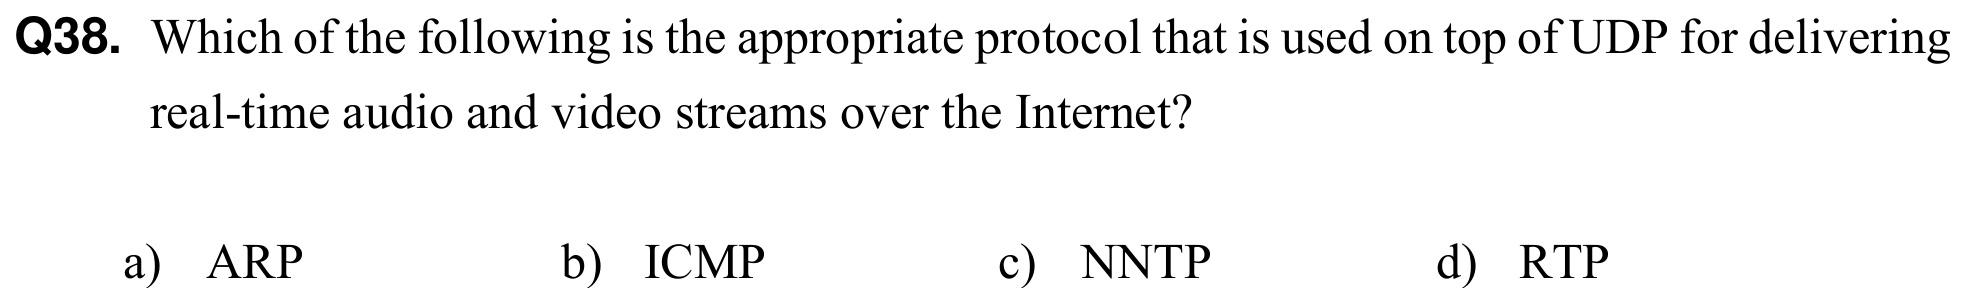 Q38. Which of the following is the appropriate protocol that is used on top of UDP for delivering
real-time audio and video streams over the Internet?
a) ARP b) ICMP c) NNTP d) RTP